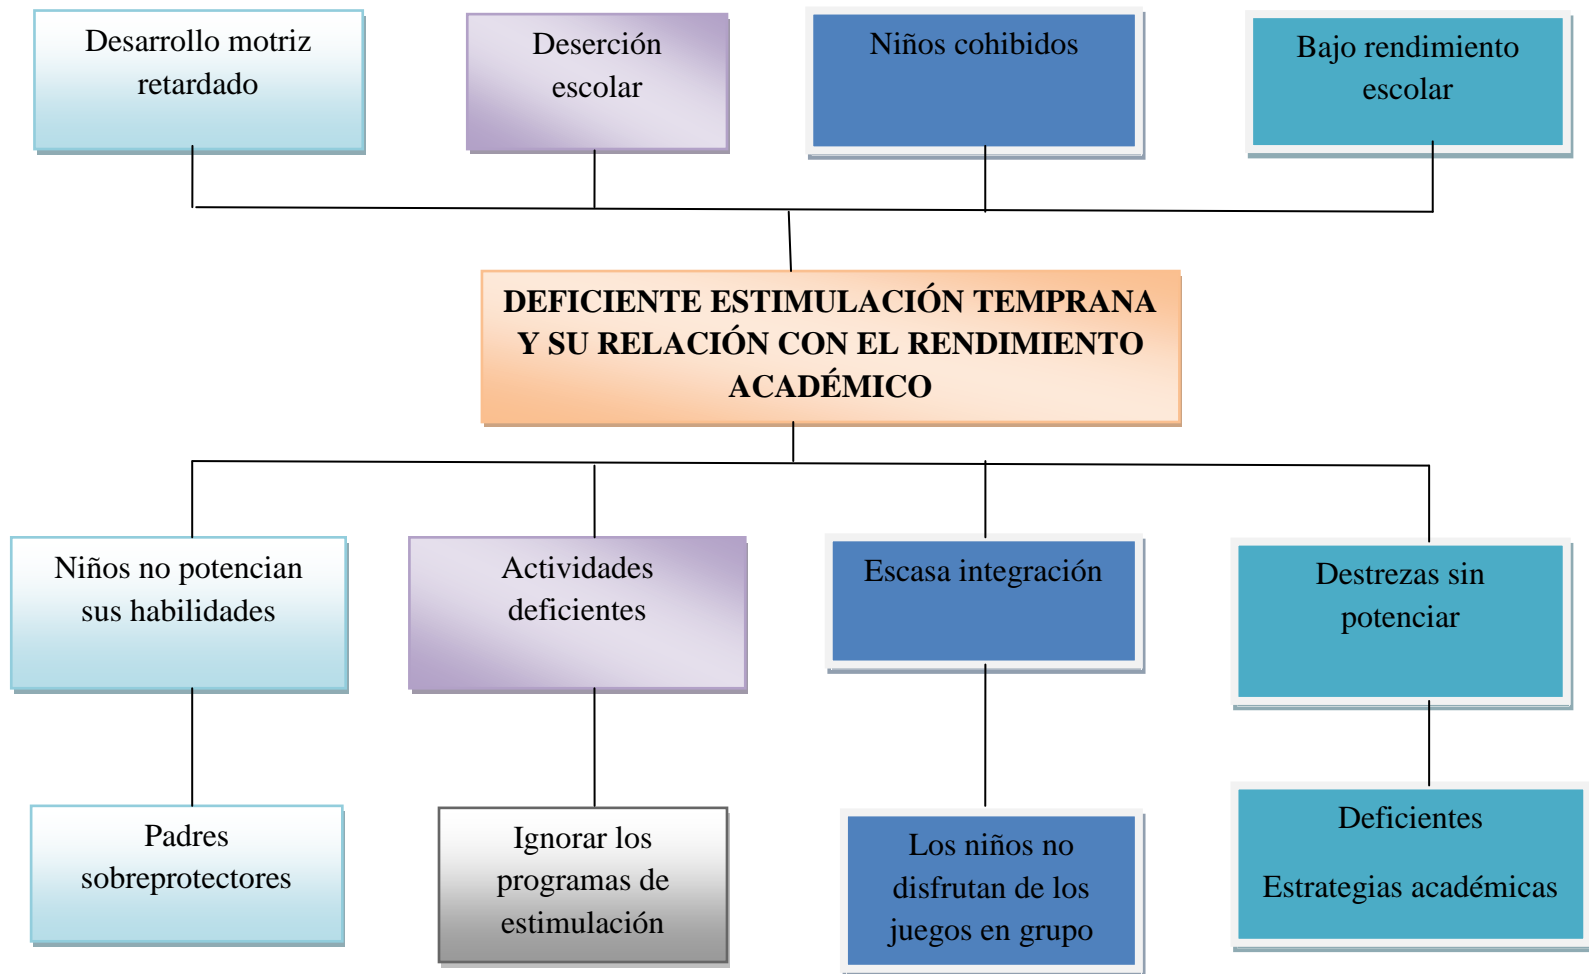 Desarrollo motriz
retardado
Deserción
escolar
Niños cohibidos
Bajo rendimiento
escolar
DEFICIENTE ESTIMULACIÓN TEMPRANA
Y SU RELACIÓN CON EL RENDIMIENTO
ACADÉMICO
Niños no potencian
sus habilidades
Actividades
deficientes
Escasa integración
Destrezas sin
potenciar
Padres
sobreprotectores
Ignorar los
programas de
estimulación
Los niños no
disfrutan de los
juegos en grupo
Deficientes
Estrategias académicas